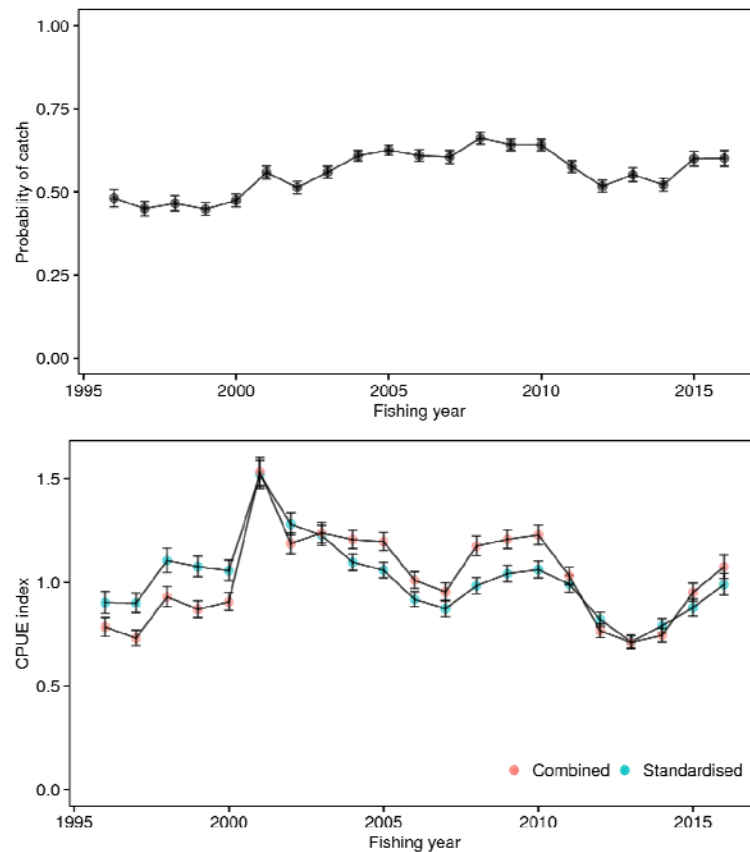 1.00
0.75
0.50
0.25
0.00
Probability of catch
1995 2000 2005 2010 2015
Fishing year
1.5
1.0
0.5
0.0
CPUE index
Combined Standardised
1995 2000 2005 2010 2015
Fishing year